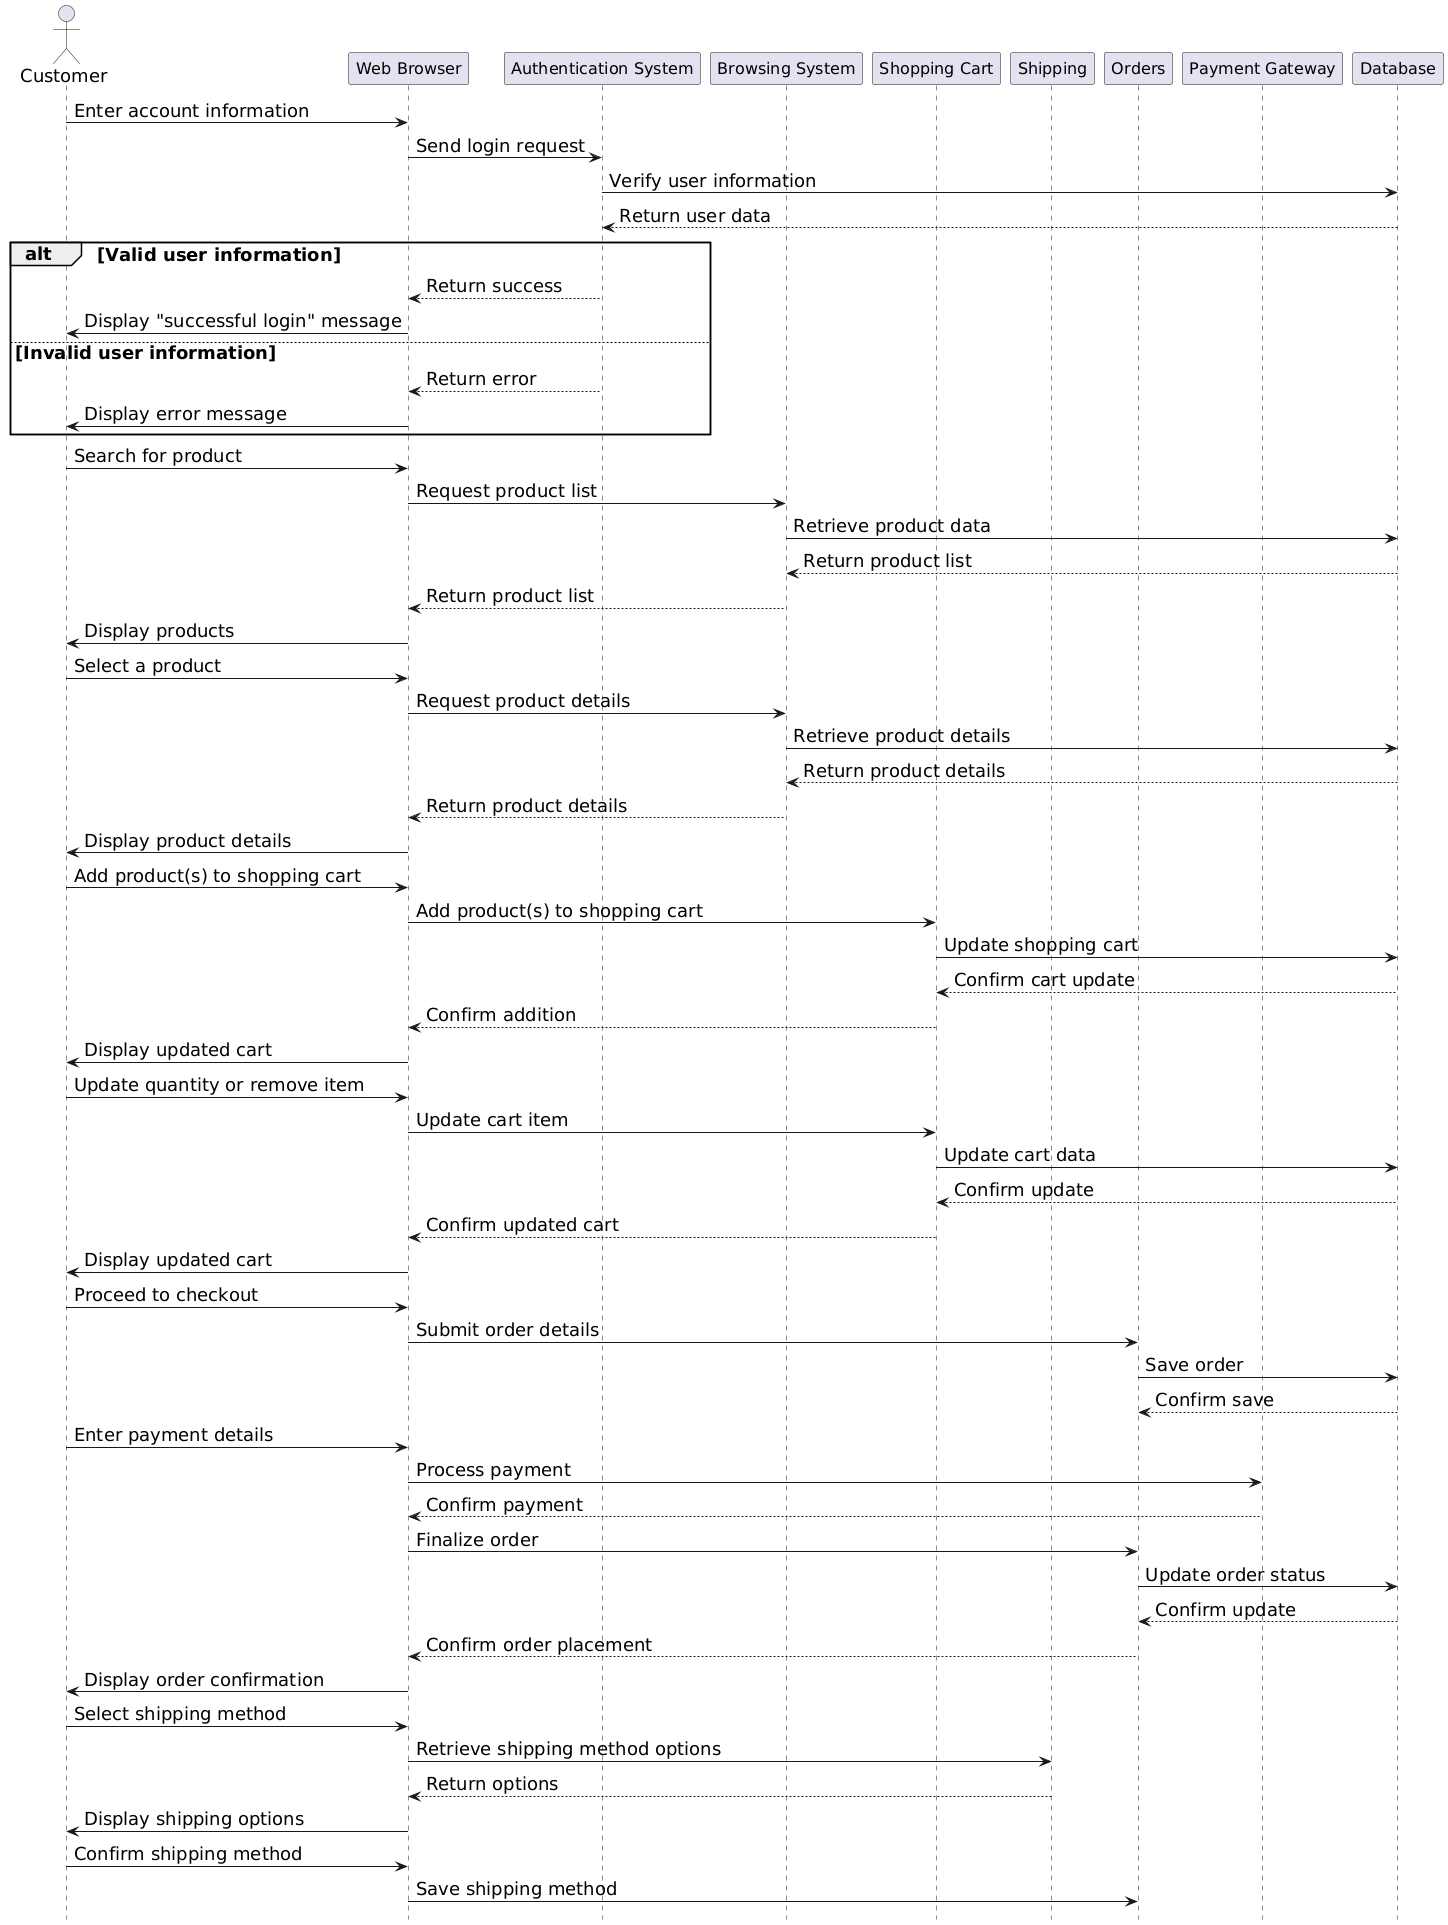 Customer
Web Browser
Authentication System
Browsing System
Shopping Cart
Shipping
Orders
Payment Gateway
Database
Enter account information
Send login request
Verify user information
Return user data
alt
[Valid user information]
Return success
Display "successful login" message
[Invalid user information]
Return error
Display error message
Search for product
Request product list
Retrieve product data
Return product list
Return product list
Display products
Select a product
Request product details
Retrieve product details
Return product details
Return product details
Display product details
Add product(s) to shopping cart
Add product(s) to shopping cart
Update shopping cart
Confirm cart update
Confirm addition
Display updated cart
Update quantity or remove item
Update cart item
Update cart data
Confirm update
Confirm updated cart
Display updated cart
Proceed to checkout
Submit order details
Save order
Confirm save
Enter payment details
Process payment
Confirm payment
Finalize order
Update order status
Confirm update
Confirm order placement
Display order confirmation
Select shipping method
Retrieve shipping method options
Return options
Display shipping options
Confirm shipping method
Save shipping method